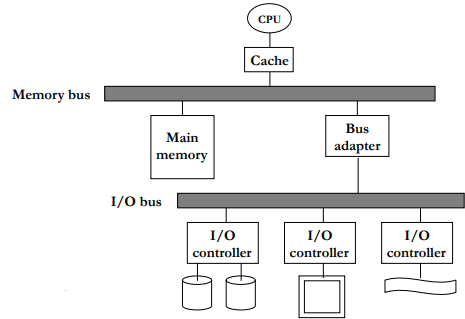 CPU
Cache
Memory bus
Main
memory
Bus
adapter
I/O bus
I/O
controller
I/O
controller
I/O
controller